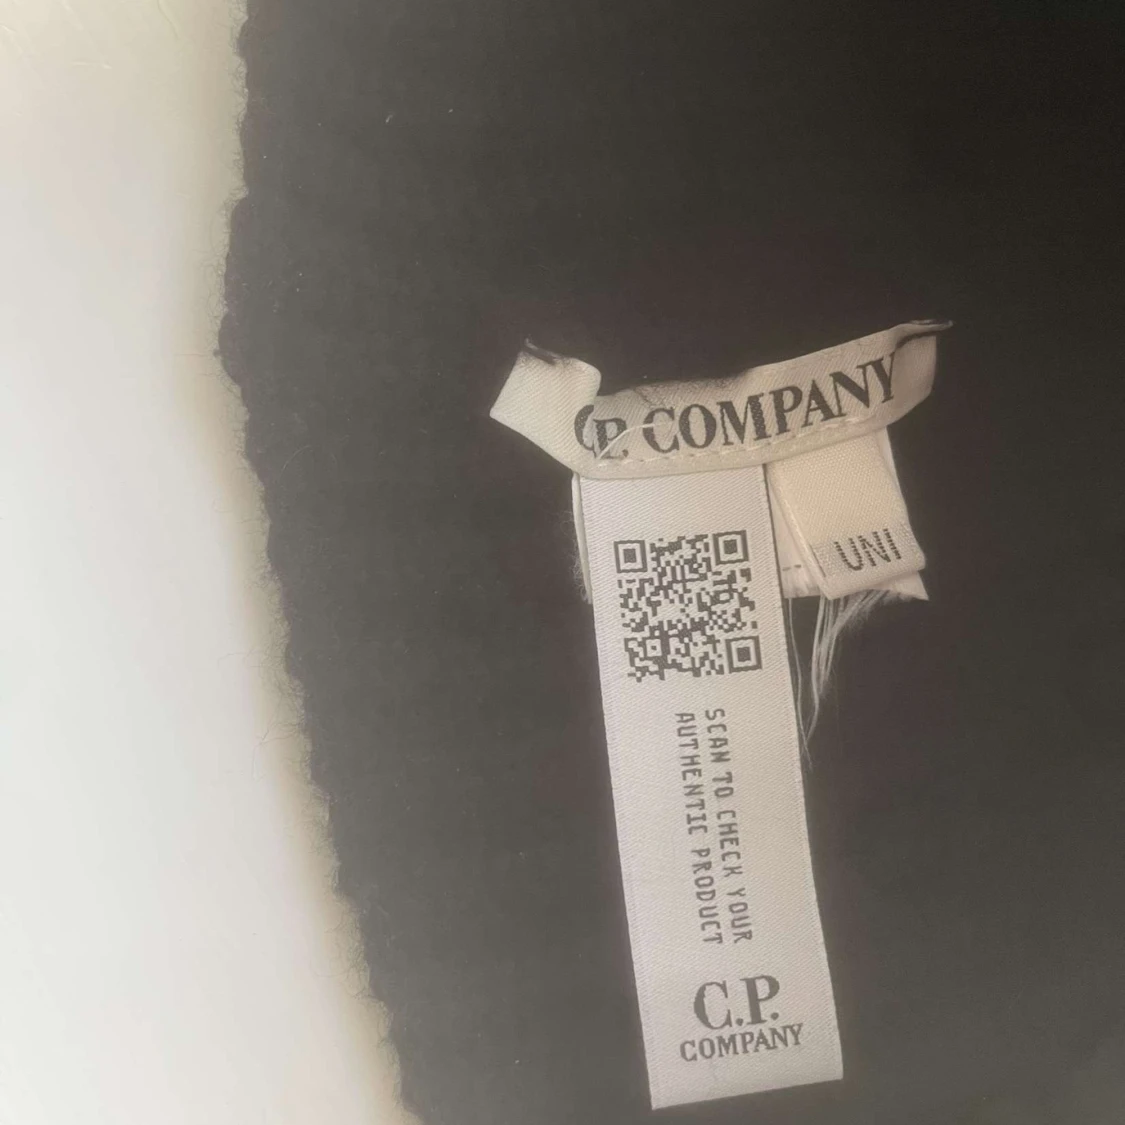 C.P. COMPANY
UNI
SCAN TO CHECK YOUR
AUTHENTIC PRODUCT
C.P.
COMPANY